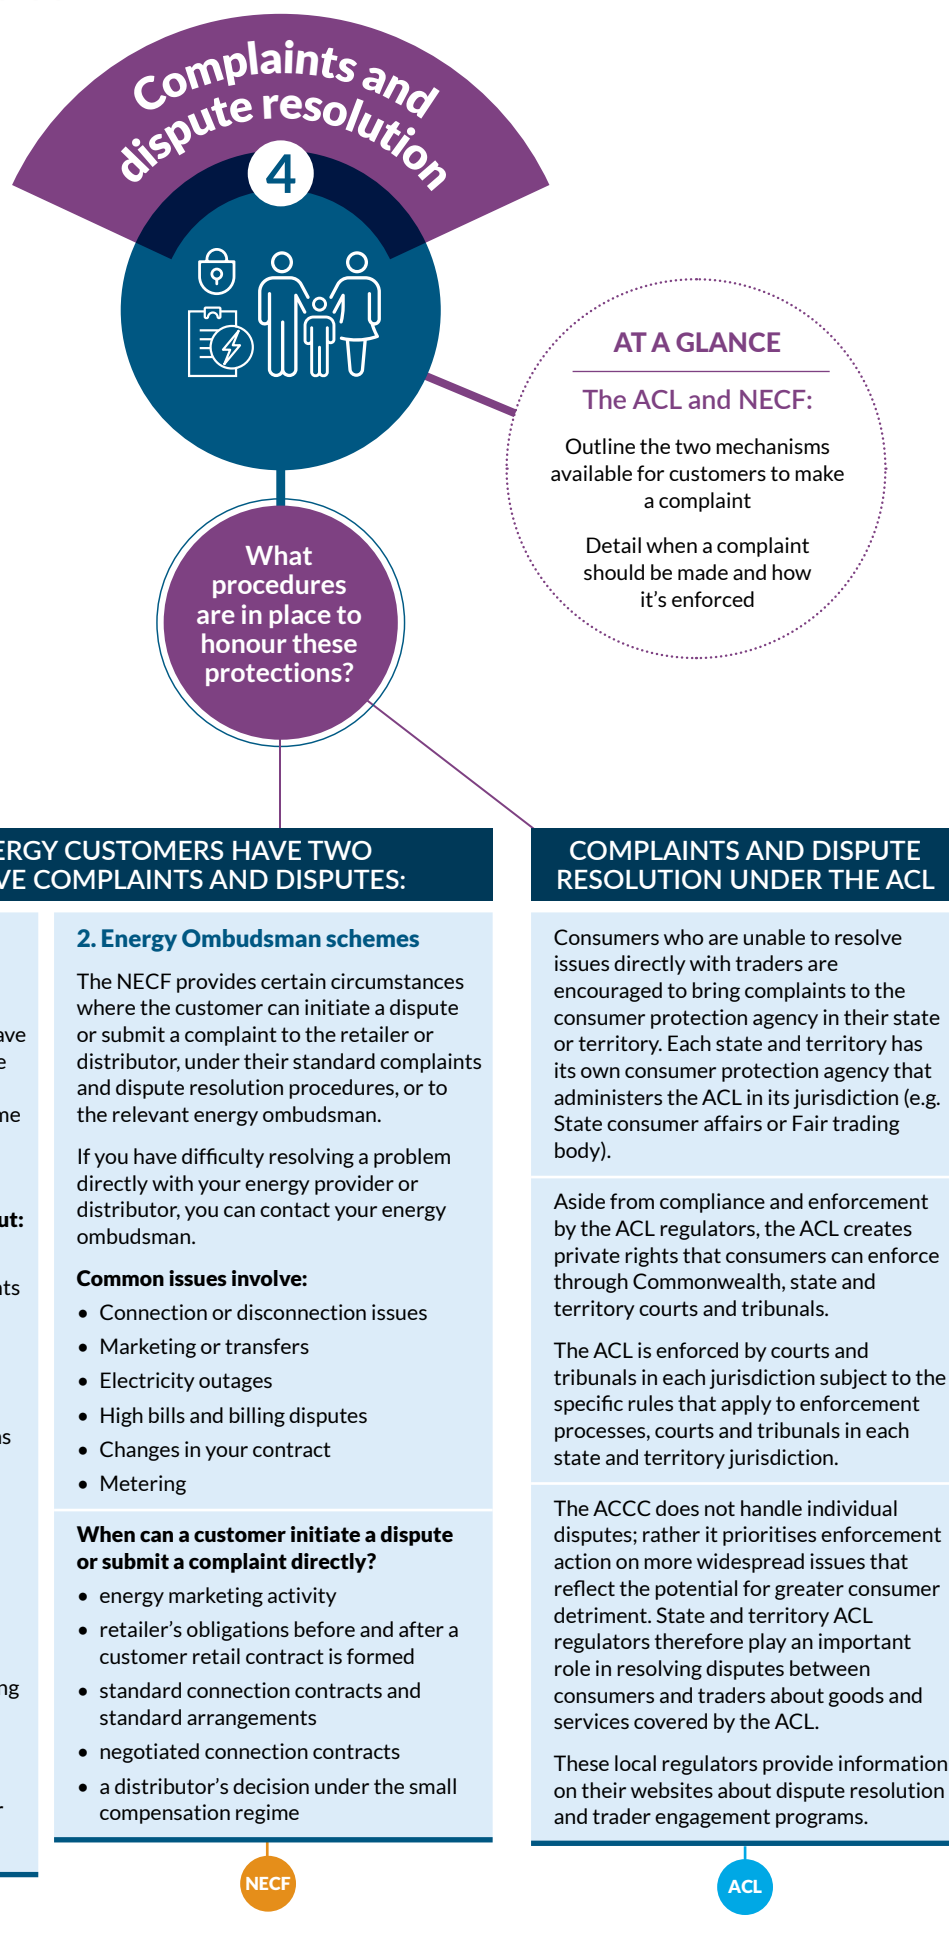 Complaints and
dispute resolution
4
AT A GLANCE
The ACL and NECF:
Outline the two mechanisms
available for customers to make
a complaint
Detail when a complaint
should be made and how
it's enforced
What
procedures
are in place to
honour these
protections?
CUSTOMERS HAVE TWO
COMPLAINTS AND DISPUTES:
2. Energy Ombudsman schemes
The NECF provides certain circumstances
where the customer can initiate a dispute
or submit a complaint to the retailer or
distributor, under their standard complaints
and dispute resolution procedures, or to
the relevant energy ombudsman.
If you have difficulty resolving a problem
directly with your energy provider or
distributor, you can contact your energy
ombudsman.
Common issues involve:
• Connection or disconnection issues
• Marketing or transfers
• Electricity outages
• High bills and billing disputes
• Changes in your contract
• Metering
When can a customer initiate a dispute
or submit a complaint directly?
• energy marketing activity
• retailer's obligations before and after a
customer retail contract is formed
• standard connection contracts and
standard arrangements
• negotiated connection contracts
• a distributor's decision under the small
compensation regime
NECF
COMPLAINTS AND DISPUTE
RESOLUTION UNDER THE ACL
Consumers who are unable to resolve
issues directly with traders are
encouraged to bring complaints to the
consumer protection agency in their state
or territory. Each state and territory has
its own consumer protection agency that
administers the ACL in its jurisdiction (e.g.
State consumer affairs or Fair trading
body).
Aside from compliance and enforcement
by the ACL regulators, the ACL creates
private rights that consumers can enforce
through Commonwealth, state and
territory courts and tribunals.
The ACL is enforced by courts and
tribunals in each jurisdiction subject to the
specific rules that apply to enforcement
processes, courts and tribunals in each
state and territory jurisdiction.
The ACCC does not handle individual
disputes; rather it prioritises enforcement
action on more widespread issues that
reflect the potential for greater consumer
detriment. State and territory ACL
regulators therefore play an important
role in resolving disputes between
consumers and traders about goods and
services covered by the ACL.
These local regulators provide information
on their websites about dispute resolution
and trader engagement programs.
ACL